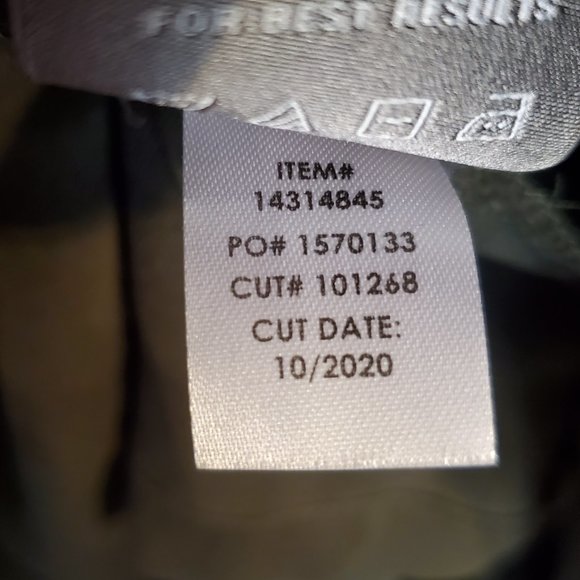 FOR BEST RESULTS
ITEM#
14314845
PO# 1570133
CUT# 101268
CUT DATE:
10/2020